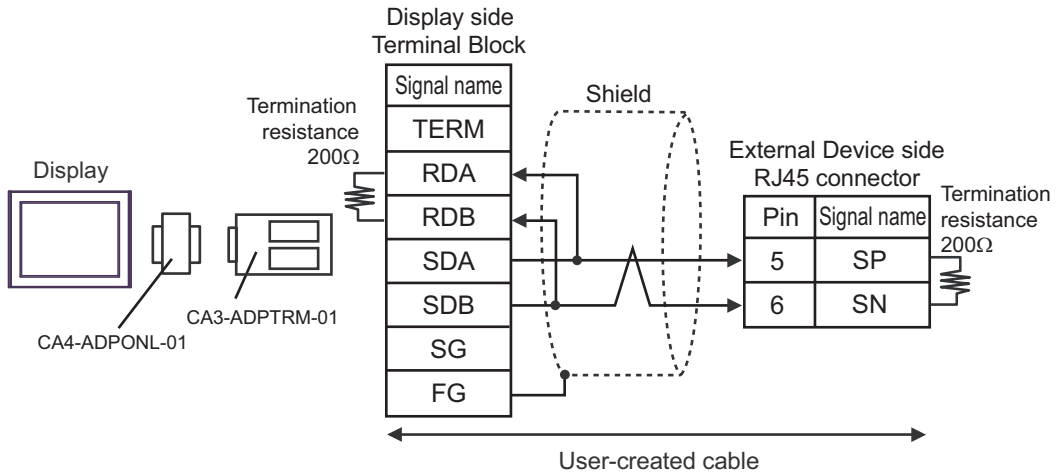 Display side
Terminal Block
Signal name
TERM
RDA
RDB
SDA
SDB
SG
FG
Termination
resistance
200Ω
Shield
Display
CA4-ADPONL-01
CA3-ADPTRM-01
External Device side
RJ45 connector
Pin Signal name
5 SP
6 SN
Termination
resistance
200Ω
User-created cable